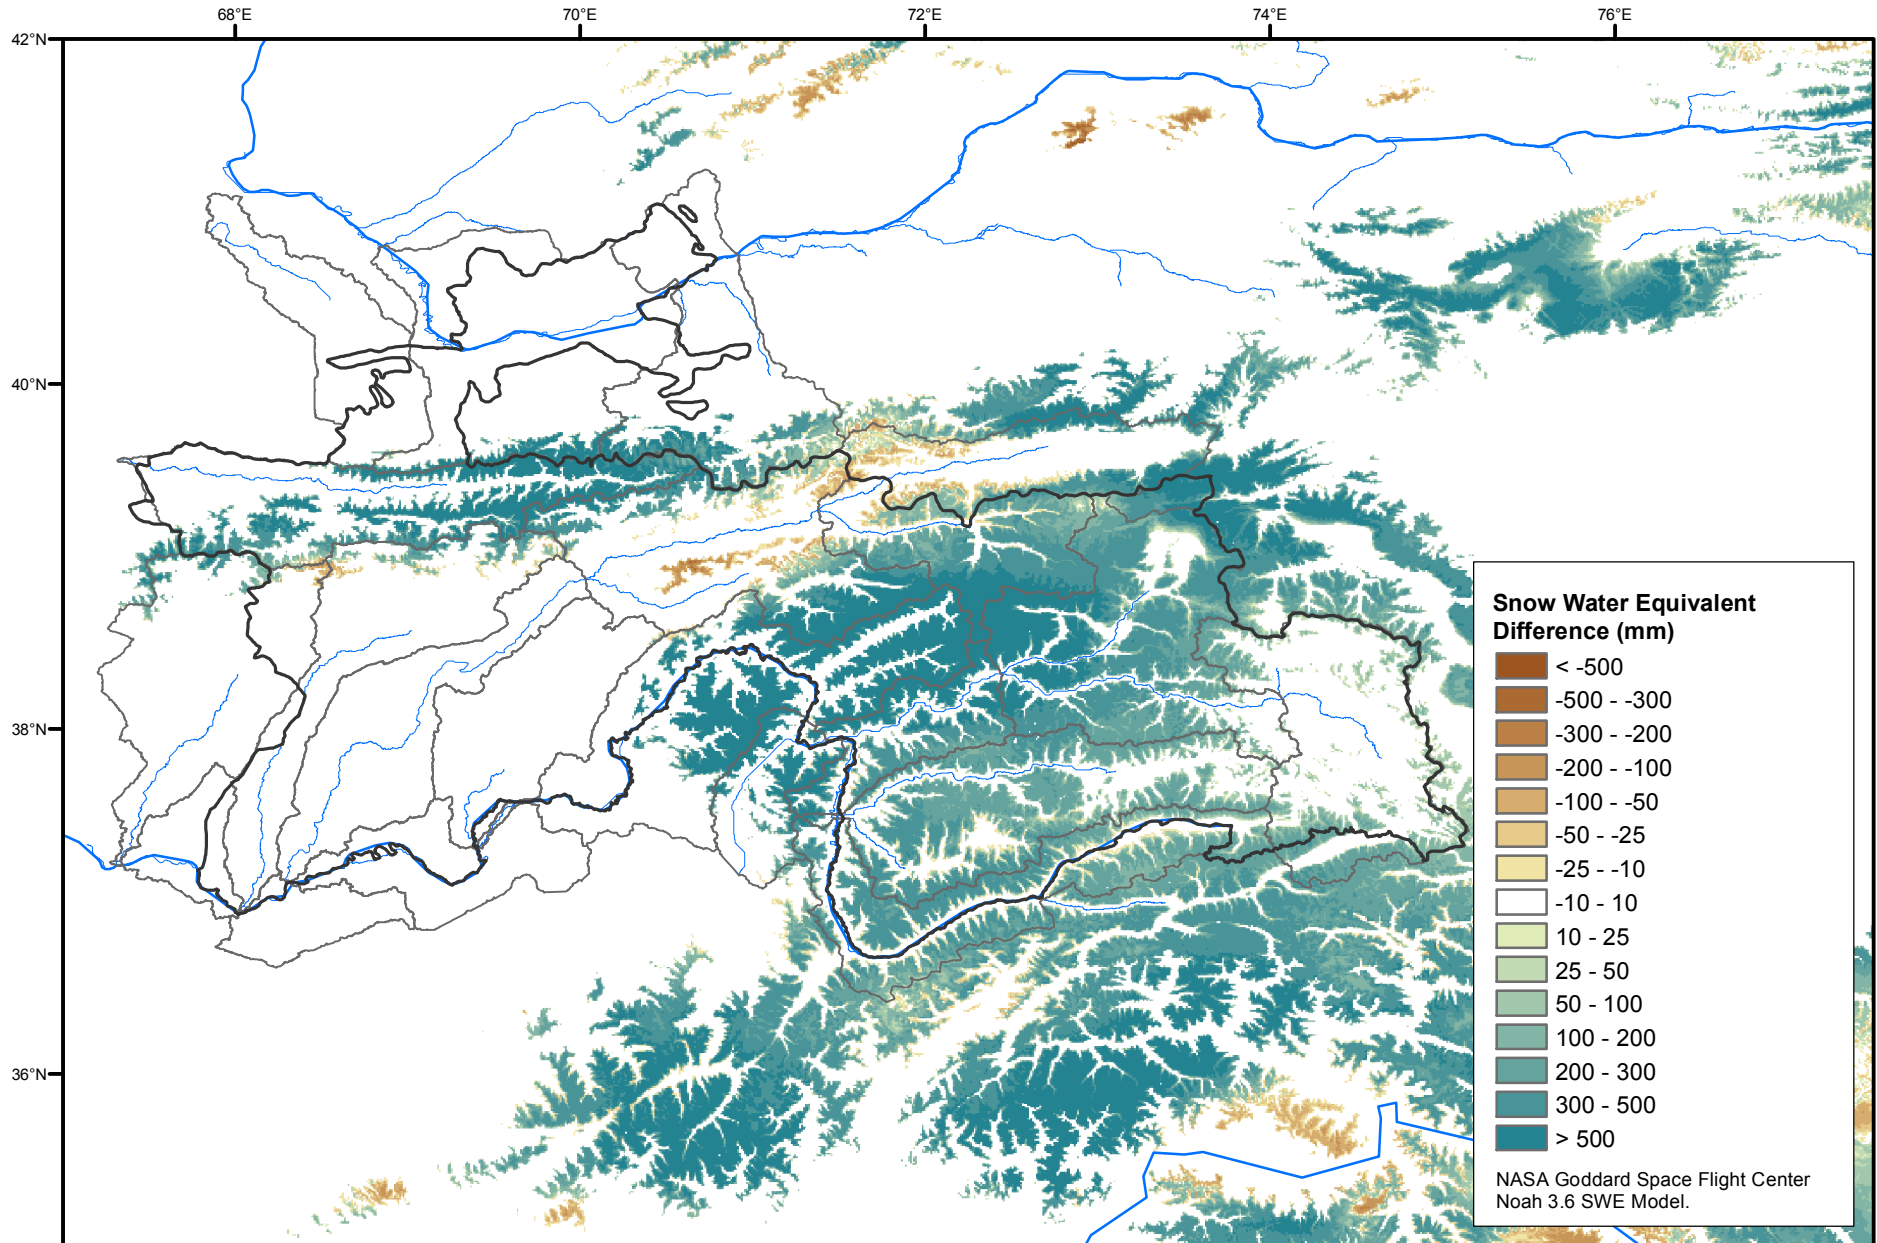 68°E
70°E
72°E
74°E
76°E
42°N
40°N
38°N
36°N
Snow Water Equivalent
Difference (mm)
< -500
-500 - -300
-300 - -200
-200 - -100
-100 - -50
-50 - -25
-25 - -10
-10 - 10
10 - 25
25 - 50
50 - 100
100 - 200
200 - 300
300 - 500
> 500
NASA Goddard Space Flight Center
Noah 3.6 SWE Model.